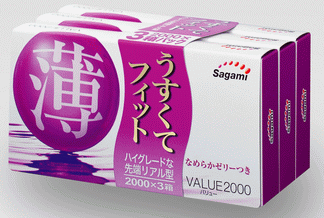 2000×
3箱パック
薄
うすくて
フィット
ハイグレードな
先端リアル型
2000×3箱
Sagami
なめらかゼリーつき
VALUE2000
バリュー